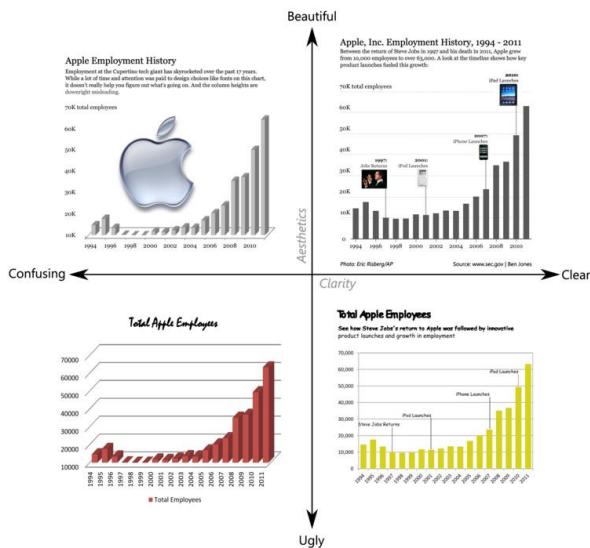 Beautiful
Apple Employment History
Employment at the Cupertino tech giant has skyrocketed over the past 17 years.
While a lot of time and attention was paid to design choices like fonts on this chart,
it doesn't really help you figure out what's going on. And the column heights are
downright misleading.
70K total employees
60K
50K
40K
30K
20K
10K
1994 1996 1998 2000 2002 2004 2006 2008 2010
Apple, Inc. Employment History, 1994 - 2011
Between the return of Steve Jobs in 1997 and his death in 2011, Apple grew
from 10,000 employees to over 63,000. A look at the timeline shows how key
product launches fueled this growth:
2010:
iPad Launches
70K total employees
60K
50K
2007:
iPhone Launches
40K
1997:
Jobs Returns
2001:
iPod Launches
30K
20K
10K
0
1994 1996 1998 2000 2002 2004 2006 2008 2010
Photo: Eric Risberg/AP
Source: www.sec.gov | Ben Jones
Aesthetics
Confusing
Clarity
Clear
Total Apple Employees
70000
60000
50000
40000
30000
20000
10000
1994 1995 1996 1997 1998 1999 2000 2001 2002 2003 2004 2005 2006 2007 2008 2009 2010 2011
Total Employees
Total Apple Employees
See how Steve Jobs's return to Apple was followed by innovative
product launches and growth in employment
70,000
60,000
iPad Launches
50,000
iPhone Launches
40,000
iPod Launches
30,000
Steve Jobs Returns
20,000
10,000
0
1994 1995 1996 1997 1998 1999 2000 2001 2002 2003 2004 2005 2006 2007 2008 2009 2010 2011
Ugly